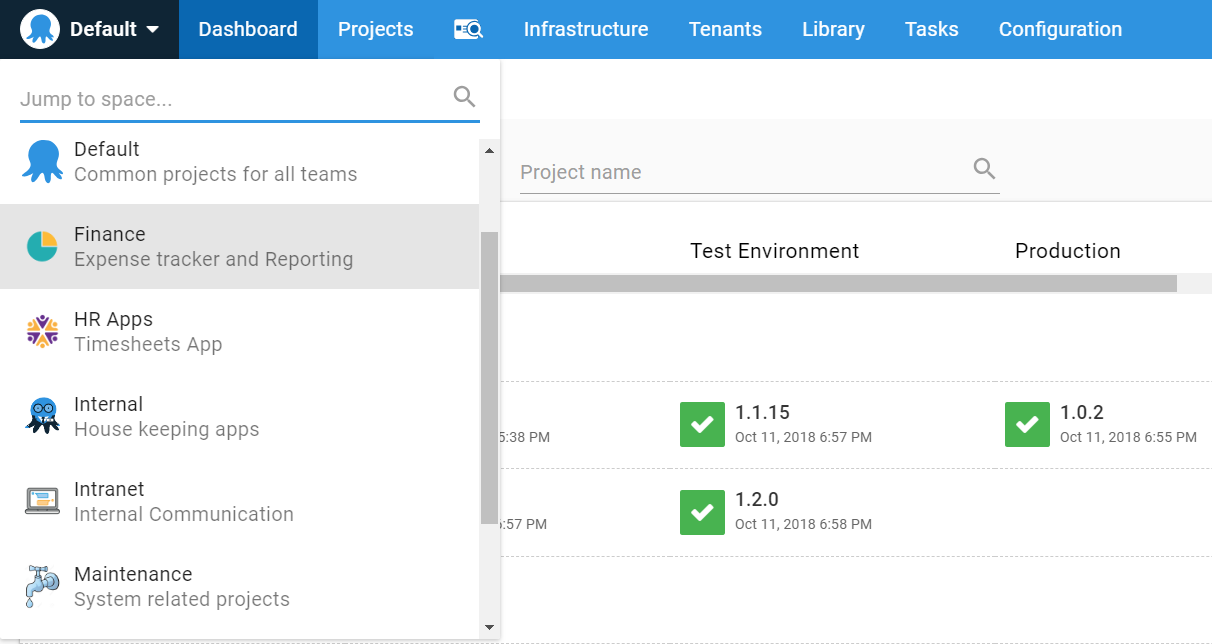 Default
Dashboard
Projects
Infrastructure
Tenants
Library
Tasks
Configuration
Jump to space...
Default
Common projects for all teams
Finance
Expense tracker and Reporting
HR Apps
Timesheets App
Internal
House keeping apps
Intranet
Internal Communication
Maintenance
System related projects
Project name
Test Environment
Production
5:38 PM
1.1.15
Oct 11, 2018 6:57 PM
1.0.2
Oct 11, 2018 6:55 PM
:57 PM
1.2.0
Oct 11, 2018 6:58 PM